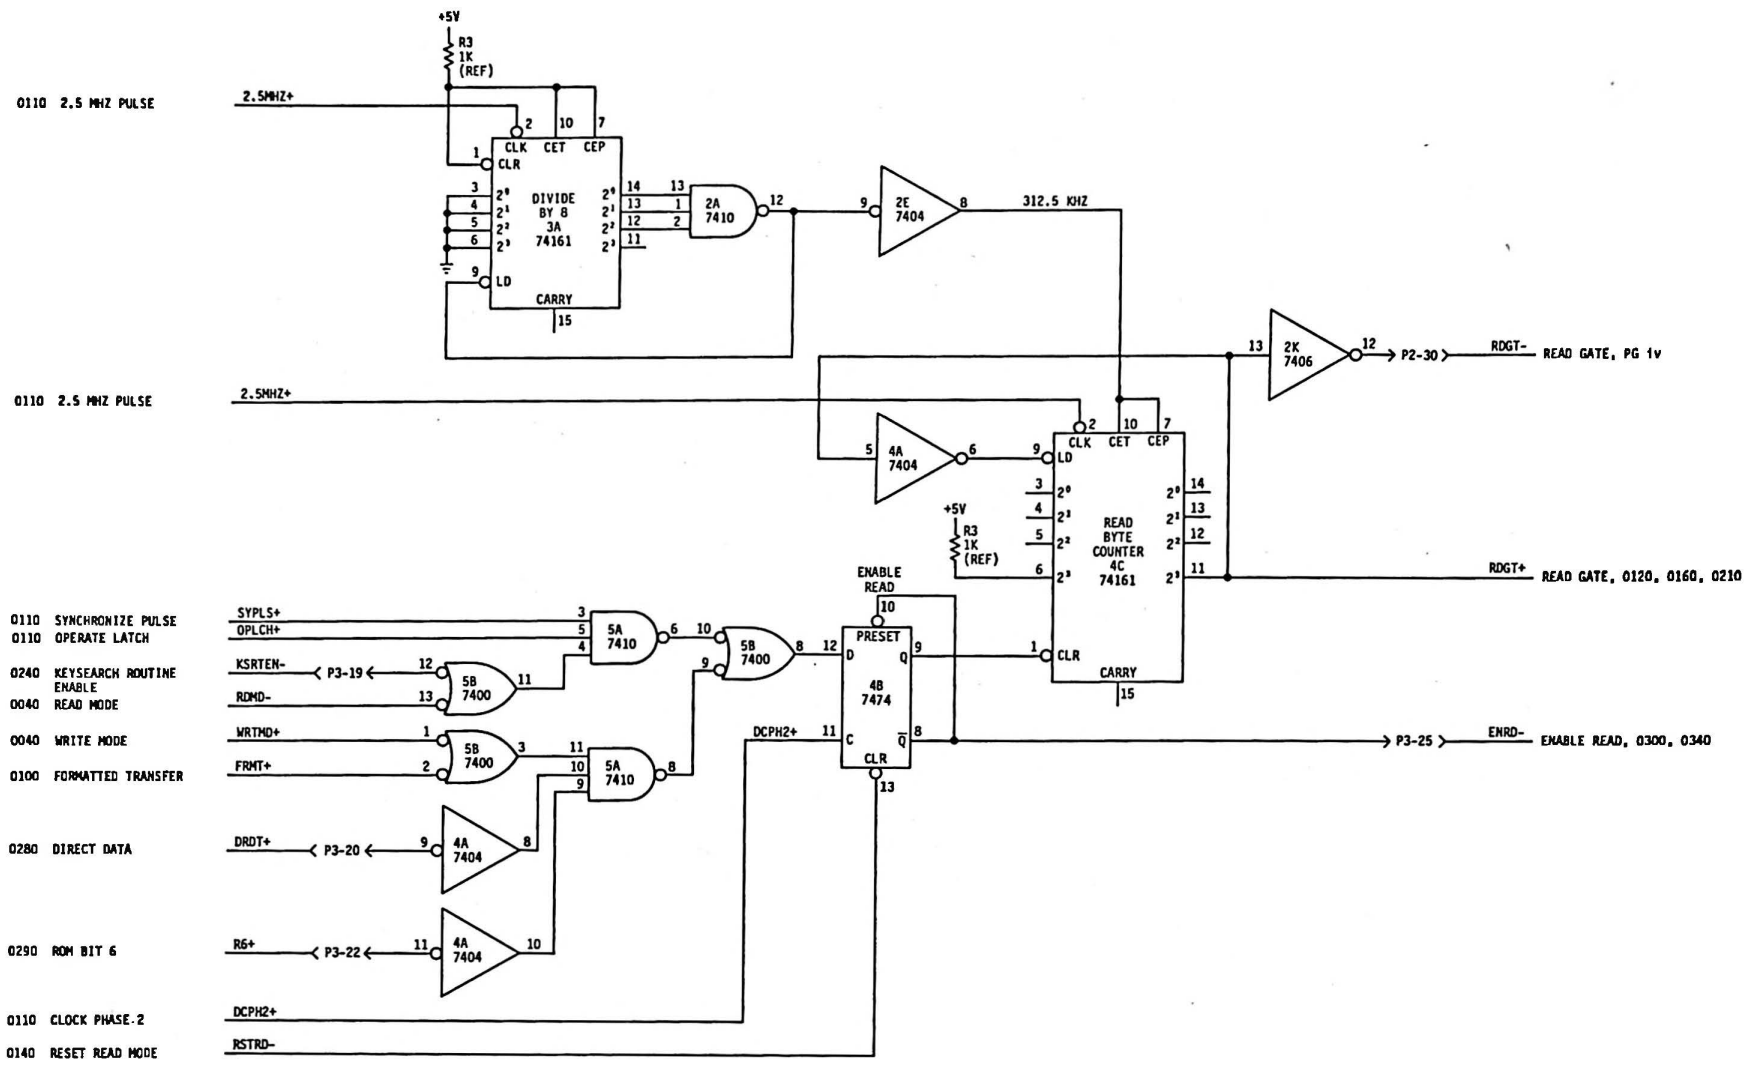 +5V
R3
1K
(REF)
0110 2.5 MHZ PULSE
2.5MHZ+
2
10
7
CLK CET CEP
1
CLR
3
4
5
6
2⁰
2¹
2²
2³
DIVIDE
BY 8
3A
74161
2⁰
2¹
2²
2³
14
13
12
11
13
1
2
2A
7410
12
9
2E
7404
8
312.5 KHZ
9
LD
CARRY
15
13
2K
7406
12
P2-30
RDGT-
READ GATE, PG iv
0110 2.5 MHZ PULSE
2.5MHZ+
2
10
7
CLK CET CEP
5
4A
7404
6
9
LD
3
4
5
6
2⁰
2¹
2²
2³
READ
BYTE
COUNTER
4C
74161
2⁰
2¹
2²
2³
14
13
12
11
RDGT+
READ GATE, 0120, 0160, 0210
+5V
R3
1K
(REF)
1
CLR
CARRY
15
ENABLE
READ
10
PRESET
12
D
Q
9
4B
7474
11
C
Q̅
8
CLR
13
DCPH2+
P3-25
ENRD-
ENABLE READ, 0300, 0340
0110 SYNCHRONIZE PULSE
SYPLS+
3
0110 OPERATE LATCH
OPLCH+
5
4
5A
7410
6
10
9
5B
7400
8
0240 KEYSEARCH ROUTINE
ENABLE
KSRTEN-
P3-19
12
0040 READ MODE
RDMD-
13
5B
7400
11
0040 WRITE MODE
WRTMD+
1
0100 FORMATTED TRANSFER
FRMT+
2
5B
7400
3
11
10
9
5A
7410
8
0280 DIRECT DATA
DRDT+
P3-20
9
4A
7404
8
0290 ROM BIT 6
R6+
P3-22
11
4A
7404
10
0110 CLOCK PHASE-2
DCPH2+
0140 RESET READ MODE
RSTRD-